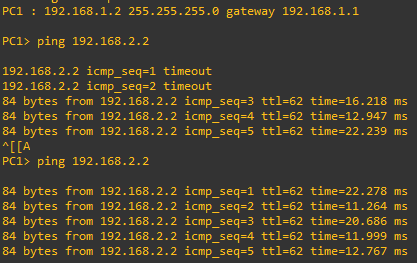 PC1 : 192.168.1.2 255.255.255.0 gateway 192.168.1.1
PC1> ping 192.168.2.2
192.168.2.2 icmp_seq=1 timeout
192.168.2.2 icmp_seq=2 timeout
84 bytes from 192.168.2.2 icmp_seq=3 ttl=62 time=16.218 ms
84 bytes from 192.168.2.2 icmp_seq=4 ttl=62 time=12.947 ms
84 bytes from 192.168.2.2 icmp_seq=5 ttl=62 time=22.239 ms
^[[A
PC1> ping 192.168.2.2
84 bytes from 192.168.2.2 icmp_seq=1 ttl=62 time=22.278 ms
84 bytes from 192.168.2.2 icmp_seq=2 ttl=62 time=11.264 ms
84 bytes from 192.168.2.2 icmp_seq=3 ttl=62 time=20.686 ms
84 bytes from 192.168.2.2 icmp_seq=4 ttl=62 time=11.999 ms
84 bytes from 192.168.2.2 icmp_seq=5 ttl=62 time=12.767 ms